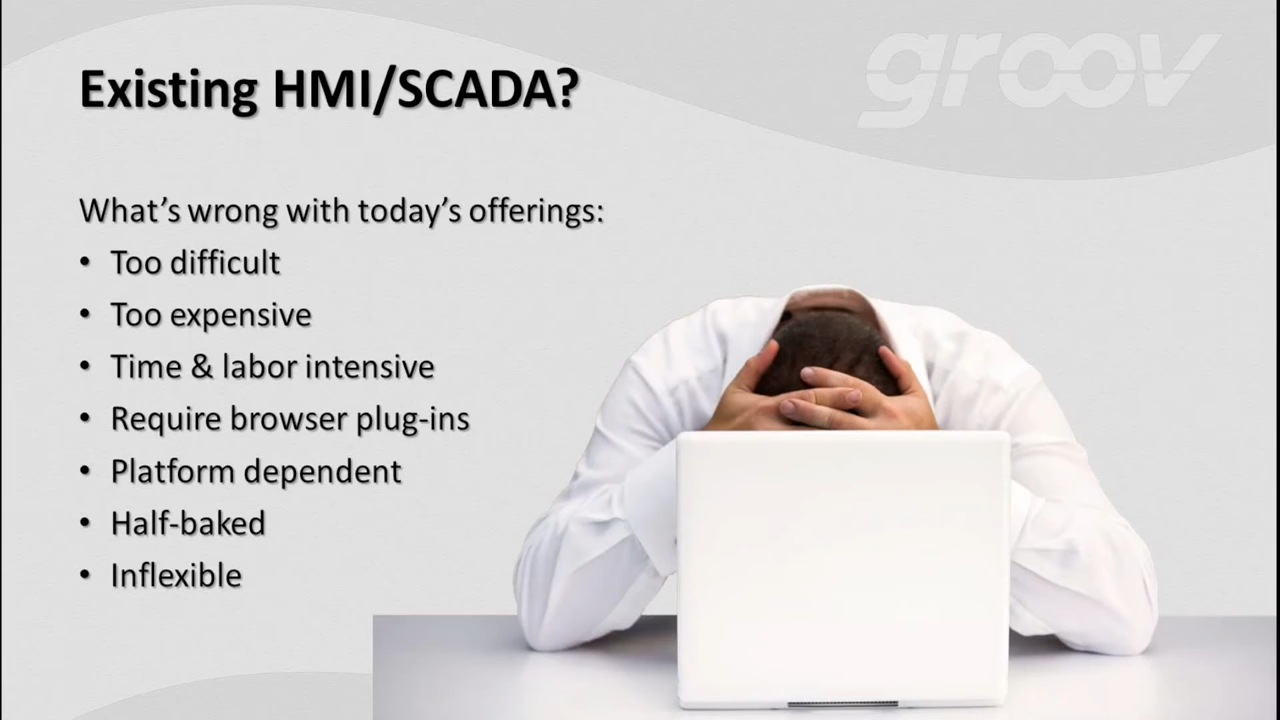 groov
Existing HMI/SCADA?
What's wrong with today's offerings:
• Too difficult
• Too expensive
• Time & labor intensive
• Require browser plug-ins
• Platform dependent
• Half-baked
• Inflexible